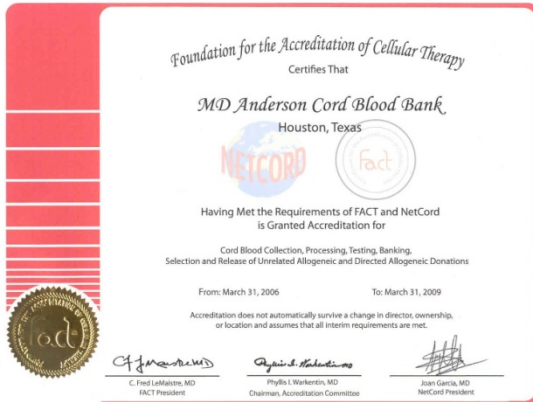 Foundation for the Accreditation of Cellular Therapy
Certifies That
MD Anderson Cord Blood Bank
Houston, Texas
NETCORD
Fact
Having Met the Requirements of FACT and NetCord
is Granted Accreditation for
Cord Blood Collection, Processing, Testing, Banking,
Selection and Release of Unrelated Allogeneic and Directed Allogeneic Donations
From: March 31, 2006 To: March 31, 2009
Accreditation does not automatically survive a change in director, ownership,
or location and assumes that all interim requirements are met.
Fact
C. Fred LeMaistre, MD Phyllis I. Warkentin, MD Joan Garcia, MD
FACT President Chairman, Accreditation Committee NetCord President